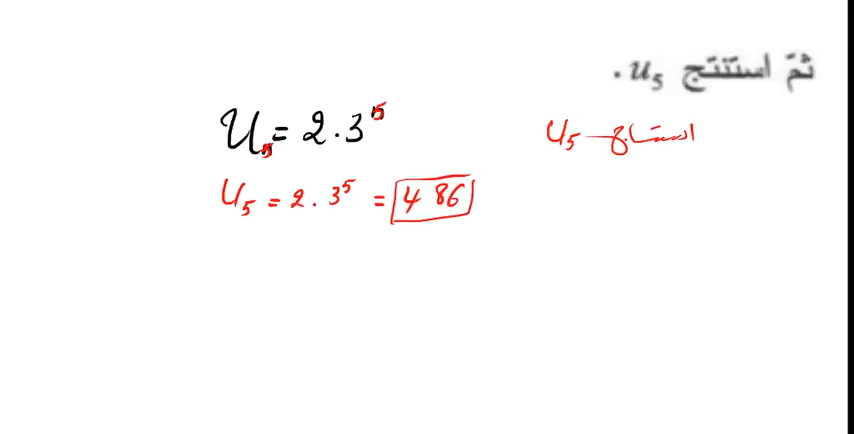 ثمّ استنتج u₅ .
U₅ = 2 . 3⁵
استنتاج U₅
U₅ = 2 . 3⁵ = 486